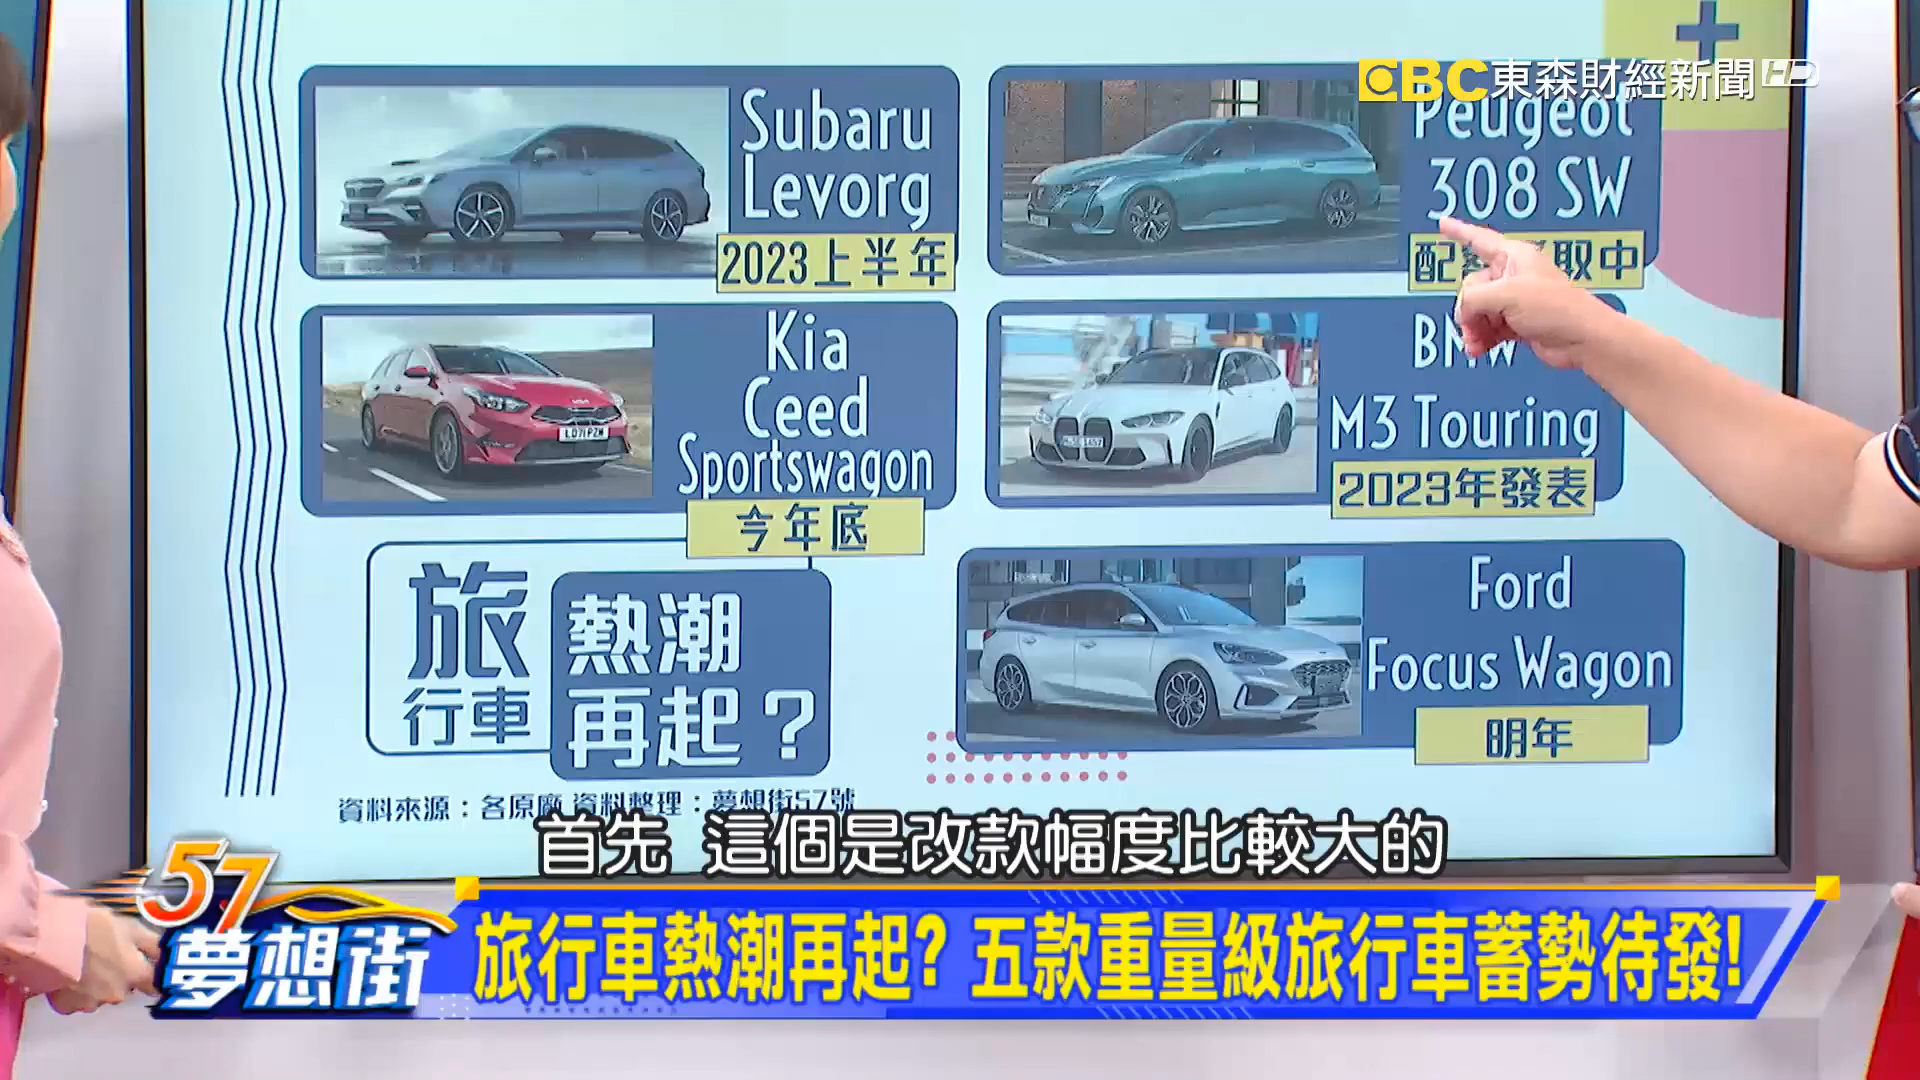 EBC東森財經新聞HD
Subaru
Levorg
2023上半年
Peugeot
308 SW
配 取中
Kia
Ceed
Sportswagon
今年底
LD71PZW
BMW
M3 Touring
2023年發表
旅
行車
熱潮
再起?
Ford
Focus Wagon
明年
資料來源:各原廠 資料整理:夢想街57號
首先 這個是改款幅度比較大的
57
夢想街
旅行車熱潮再起? 五款重量級旅行車蓄勢待發!